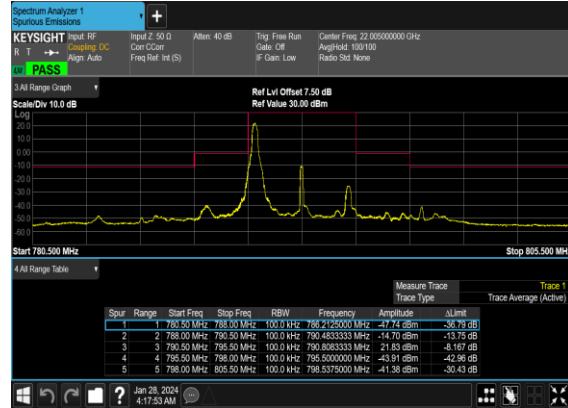 Spectrum Analyzer 1
Spurious Emissions
KEYSIGHT Input: RF Input Z: 50 Ω Atten: 40 dB Trig: Free Run Center Freq: 22.005000000 GHz
R T Coupling: DC Corr CCorr Gate: Off Avg|Hold: 100/100
Align: Auto Freq Ref: Int (S) IF Gain: Low Radio Std: None
PASS
3 All Range Graph
Ref Lvl Offset 7.50 dB
Scale/Div 10.0 dB Ref Value 30.00 dBm
Log
20.0
10.0
0.00
-10.0
-20.0
-30.0
-40.0
-50.0
-60.0
Start 780.500 MHz Stop 805.500 MH
4 All Range Table
Measure Trace Trace 1
Trace Type Trace Average (Active)
Spur Range Start Freq Stop Freq RBW Frequency Amplitude ΔLimit
1 1 780.50 MHz 788.00 MHz 100.0 kHz 786.2125000 MHz -47.74 dBm -36.79 dB
2 2 788.00 MHz 790.50 MHz 100.0 kHz 790.4833333 MHz -14.70 dBm -13.75 dB
3 3 790.50 MHz 795.50 MHz 100.0 kHz 790.8083333 MHz 21.83 dBm -8.167 dB
4 4 795.50 MHz 798.00 MHz 100.0 kHz 795.5000000 MHz -43.91 dBm -42.96 dB
5 5 798.00 MHz 805.50 MHz 100.0 kHz 798.5375000 MHz -41.38 dBm -30.43 dB
? Jan 28, 2024
4:17:53 AM